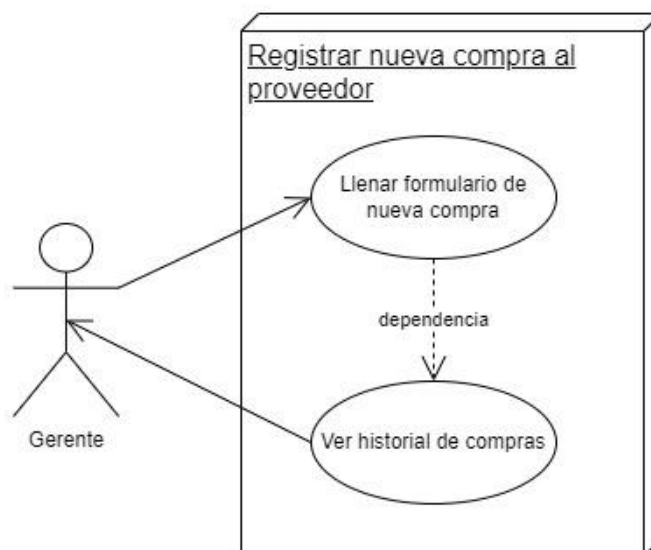 Registrar nueva compra al
proveedor
Llenar formulario de
nueva compra
dependencia
Gerente
Ver historial de compras